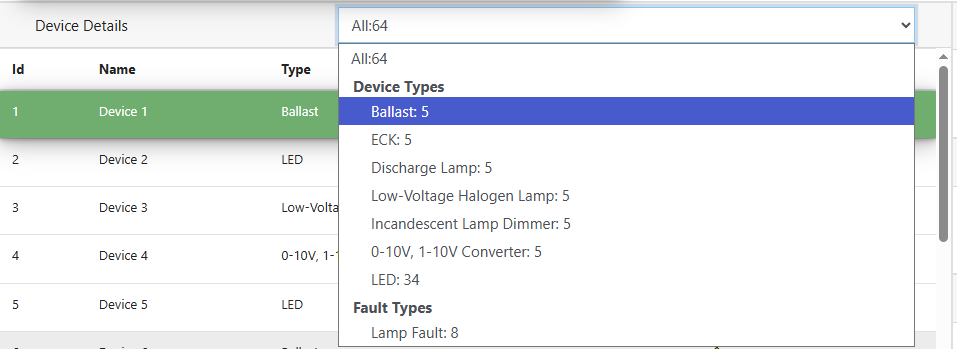 Device Details
All:64
All:64
Id Name Type
Device Types
1 Device 1 Ballast
Ballast: 5
ECK: 5
2 Device 2 LED
Discharge Lamp: 5
Low-Voltage Halogen Lamp: 5
3 Device 3 Low-Volta
Incandescent Lamp Dimmer: 5
4 Device 4 0-10V, 1-1
0-10V, 1-10V Converter: 5
LED: 34
5 Device 5 LED
Fault Types
Lamp Fault: 8